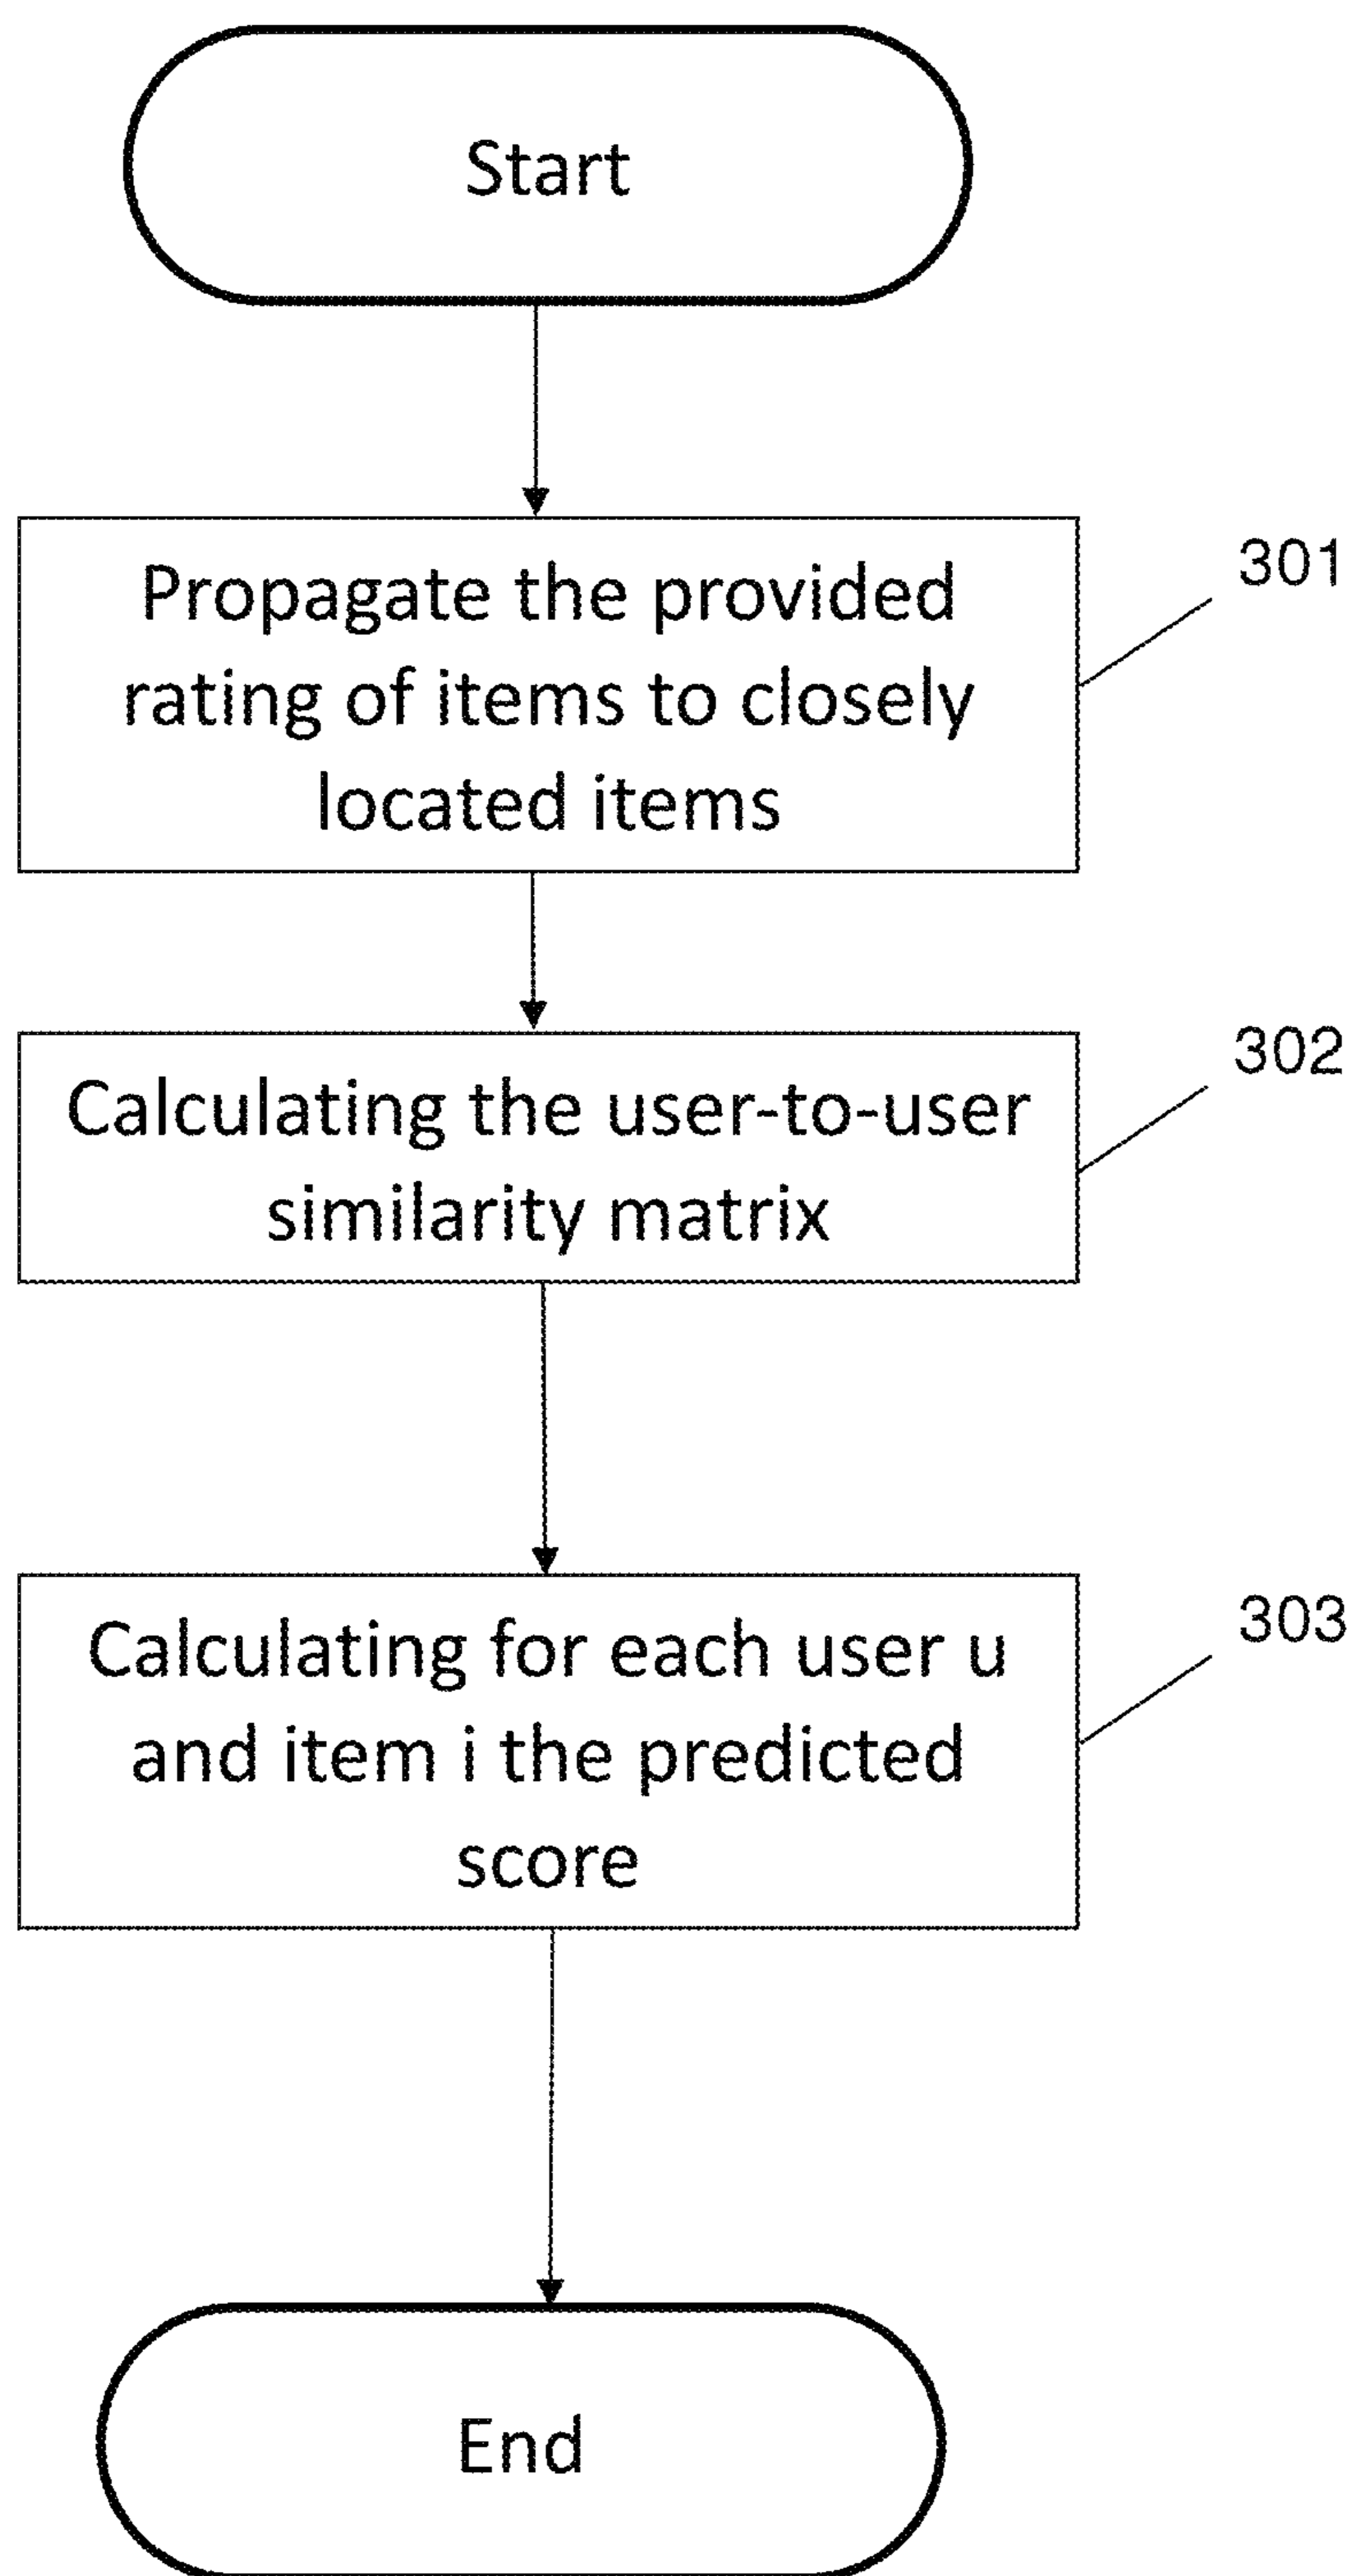 Start
Propagate the provided
rating of items to closely
located items
301
Calculating the user-to-user
similarity matrix
302
Calculating for each user u
and item i the predicted
score
303
End